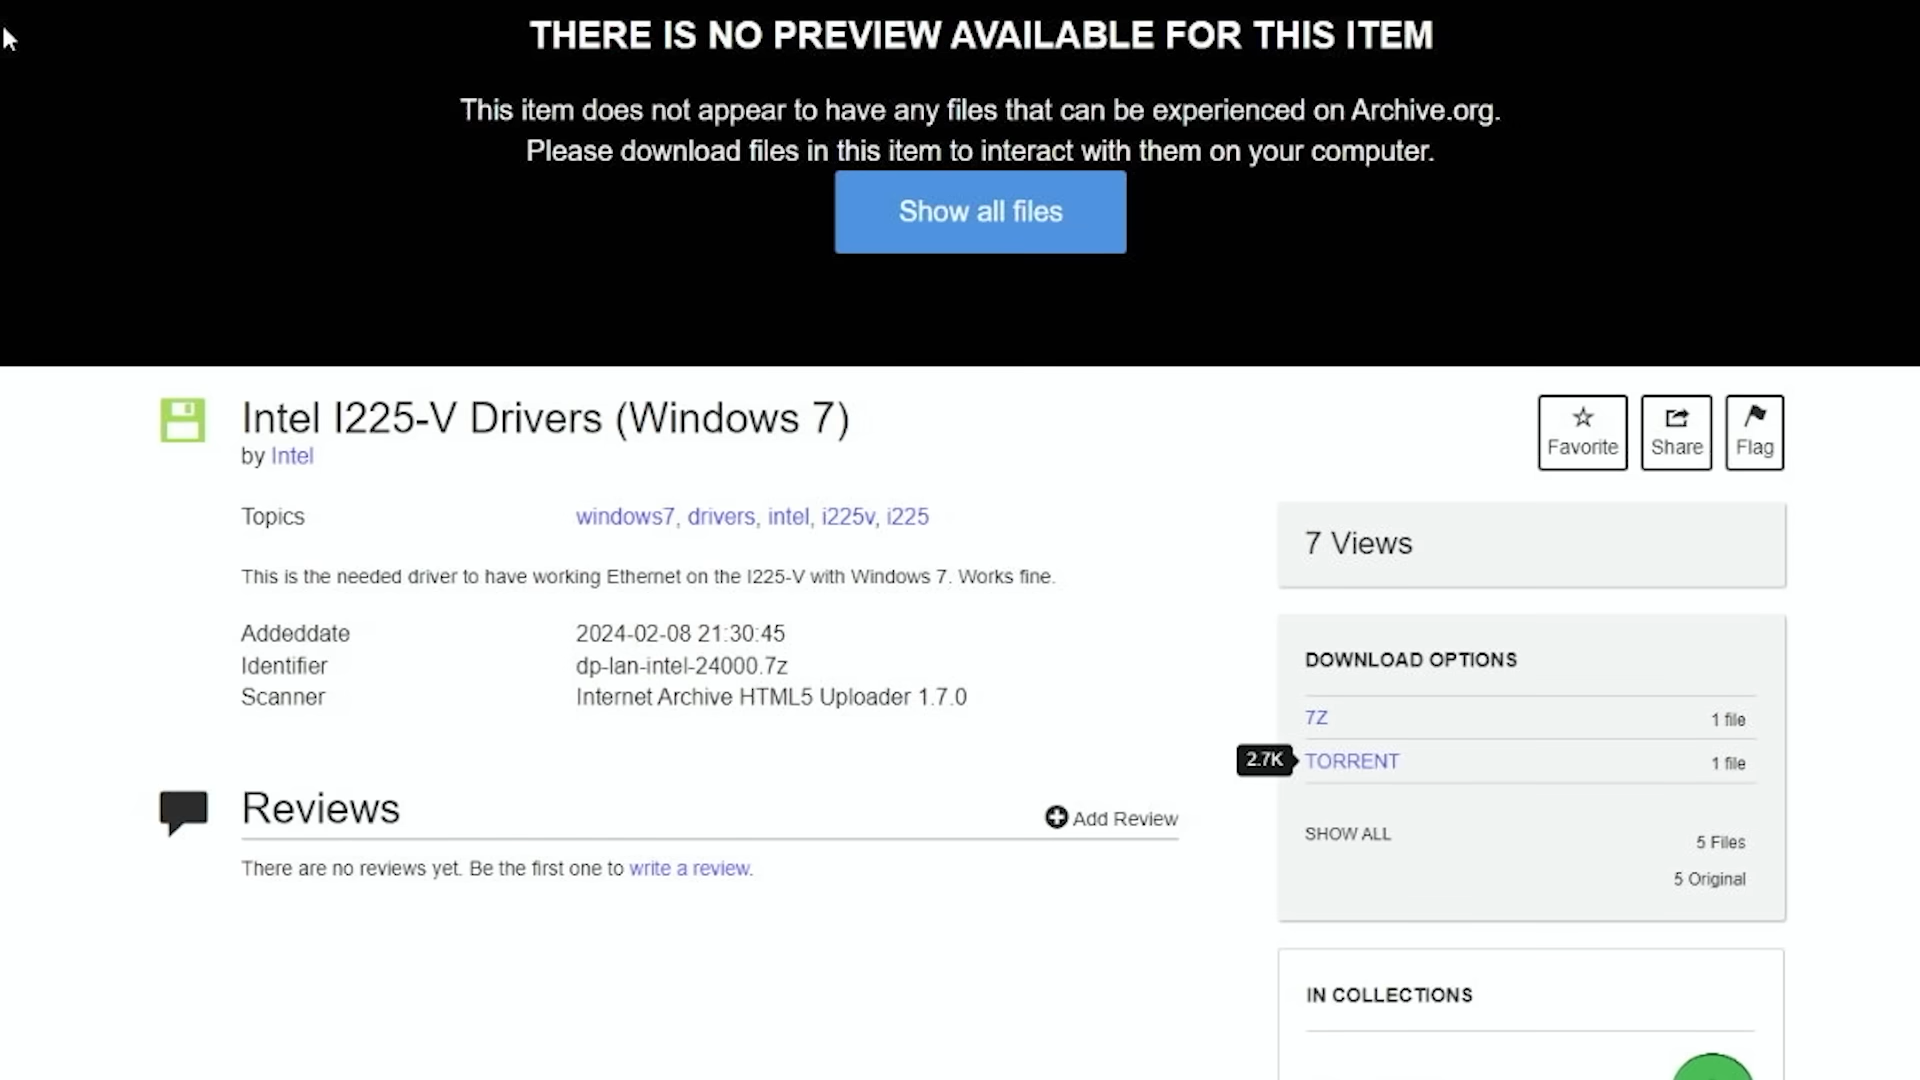 THERE IS NO PREVIEW AVAILABLE FOR THIS ITEM
This item does not appear to have any files that can be experienced on Archive.org.
Please download files in this item to interact with them on your computer.
Show all files
Intel I225-V Drivers (Windows 7)
by Intel
Favorite
Share
Flag
Topics
windows7, drivers, intel, i225v, i225
7 Views
This is the needed driver to have working Ethernet on the I225-V with Windows 7. Works fine.
Addeddate
2024-02-08 21:30:45
Identifier
dp-lan-intel-24000.7z
Scanner
Internet Archive HTML5 Uploader 1.7.0
DOWNLOAD OPTIONS
7Z
1 file
2.7K
TORRENT
1 file
SHOW ALL
5 Files
5 Original
Reviews
Add Review
There are no reviews yet. Be the first one to write a review.
IN COLLECTIONS